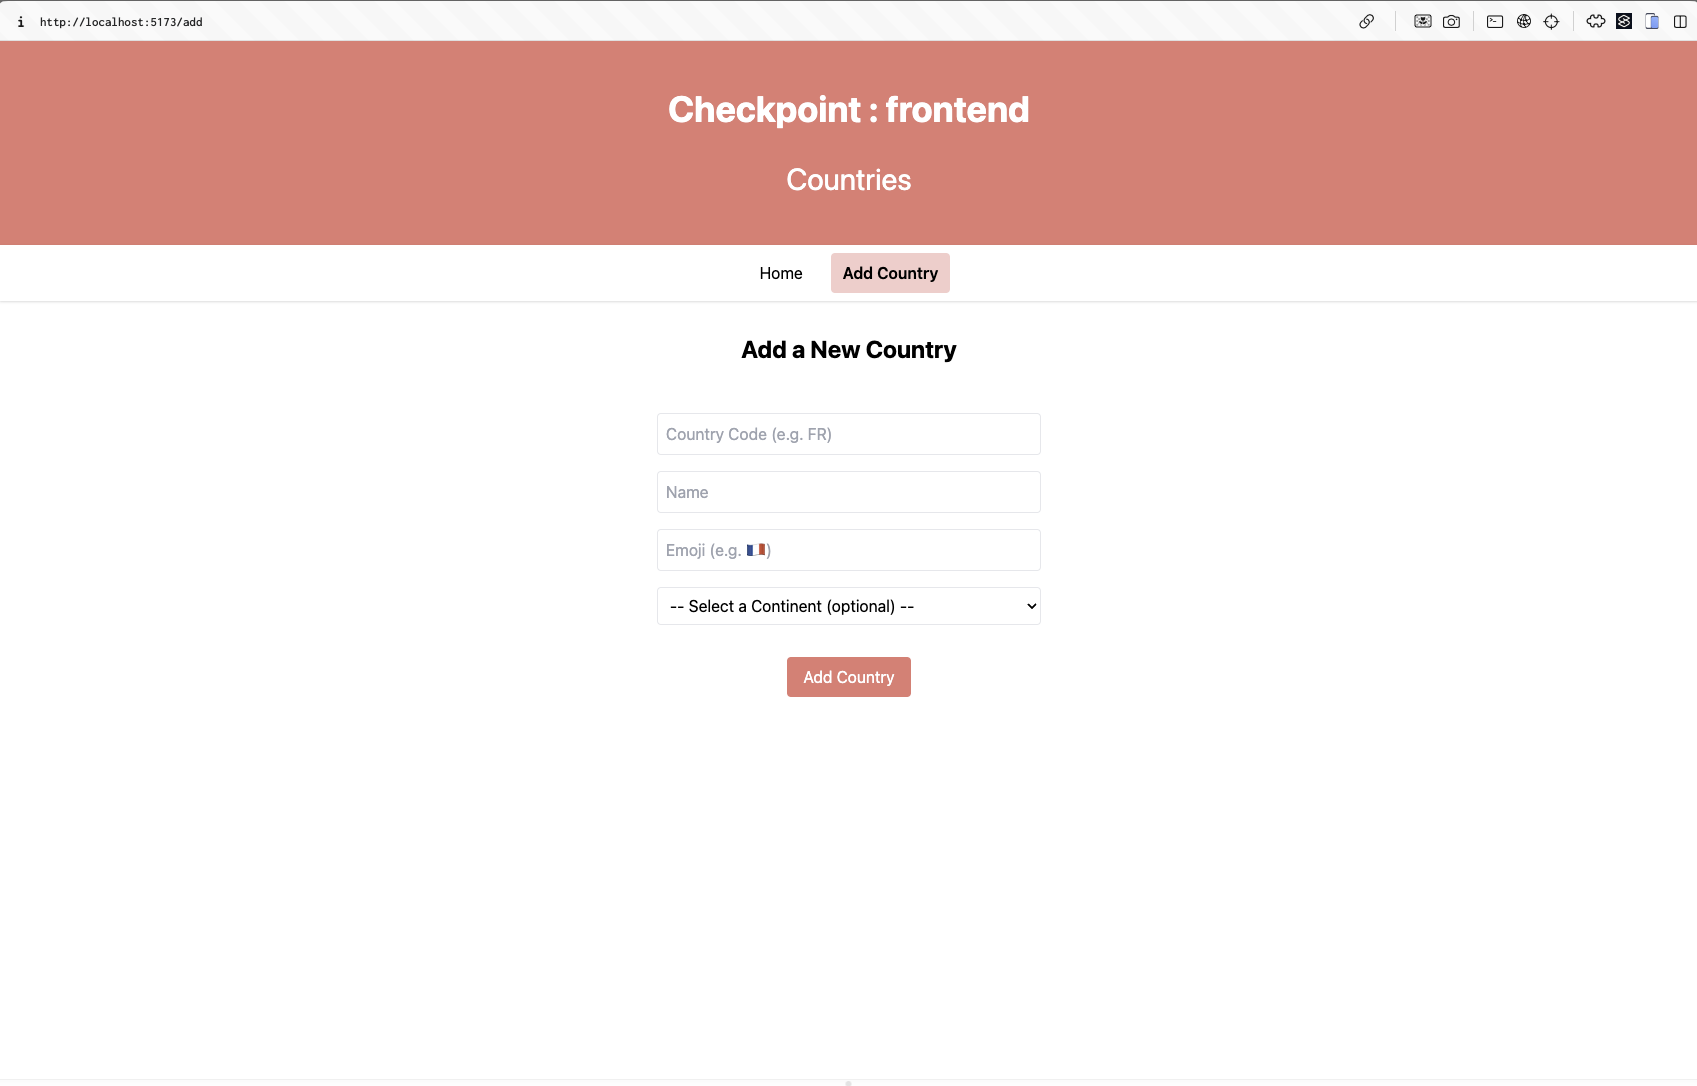 i http://localhost:5173/add
Checkpoint : frontend
Countries
Home Add Country
Add a New Country
Country Code (e.g. FR)
Name
Emoji (e.g. 🇫🇷)
-- Select a Continent (optional) --
Add Country